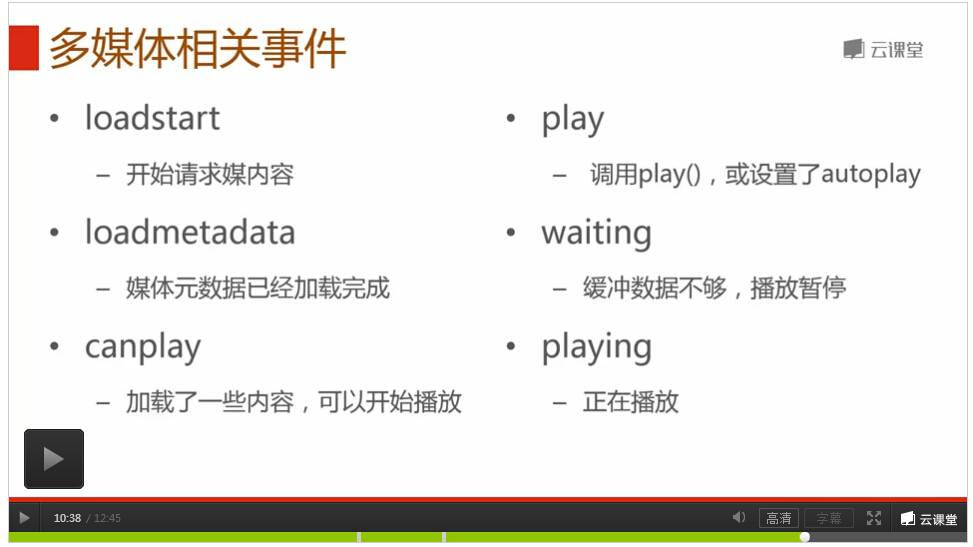 多媒体相关事件
云课堂
• loadstart
– 开始请求媒内容
• loadmetadata
– 媒体元数据已经加载完成
• canplay
– 加载了一些内容，可以开始播放
• play
– 调用play()，或设置了autoplay
• waiting
– 缓冲数据不够，播放暂停
• playing
– 正在播放
10:38 / 12:45
高清
字幕
云课堂